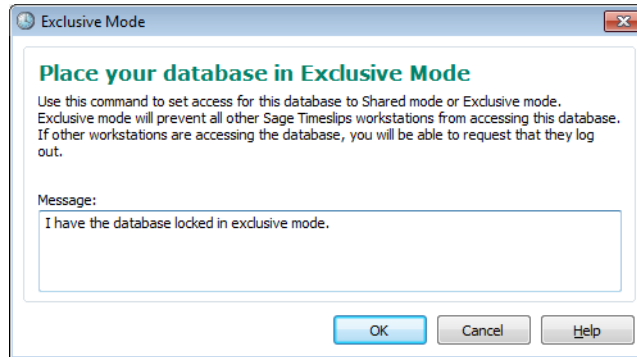 Exclusive Mode
Place your database in Exclusive Mode
Use this command to set access for this database to Shared mode or Exclusive mode.
Exclusive mode will prevent all other Sage Timeslips workstations from accessing this database.
If other workstations are accessing the database, you will be able to request that they log
out.
Message:
I have the database locked in exclusive mode.
OK Cancel Help